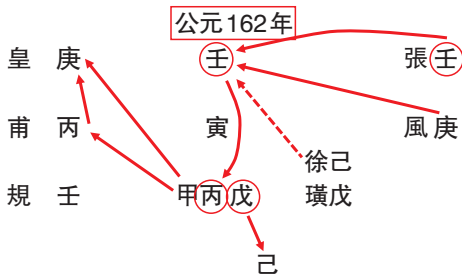 公元162年
皇 庚 壬 張壬
甫 丙 寅 風庚
徐己
規 壬 甲丙戊 璜戊
己